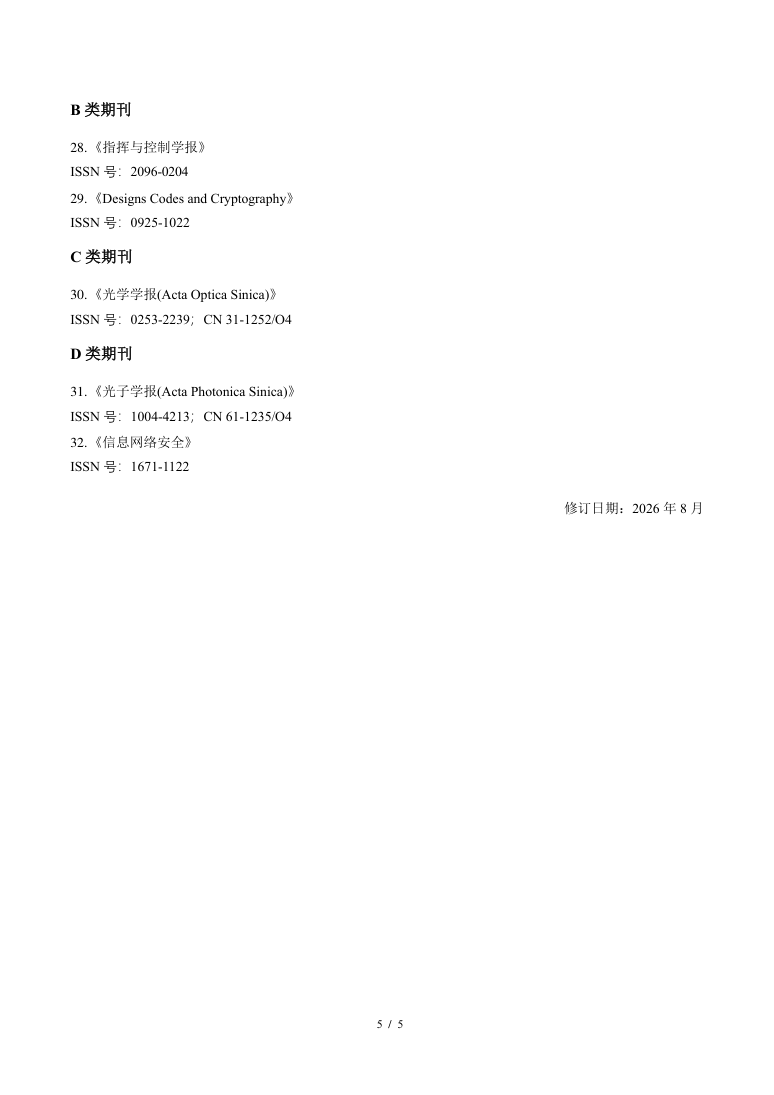 B 类期刊
28.《指挥与控制学报》
ISSN 号：2096-0204
29.《Designs Codes and Cryptography》
ISSN 号：0925-1022
C 类期刊
30.《光学学报(Acta Optica Sinica)》
ISSN 号：0253-2239；CN 31-1252/O4
D 类期刊
31.《光子学报(Acta Photonica Sinica)》
ISSN 号：1004-4213；CN 61-1235/O4
32.《信息网络安全》
ISSN 号：1671-1122
修订日期：2026 年 8 月
5 / 5